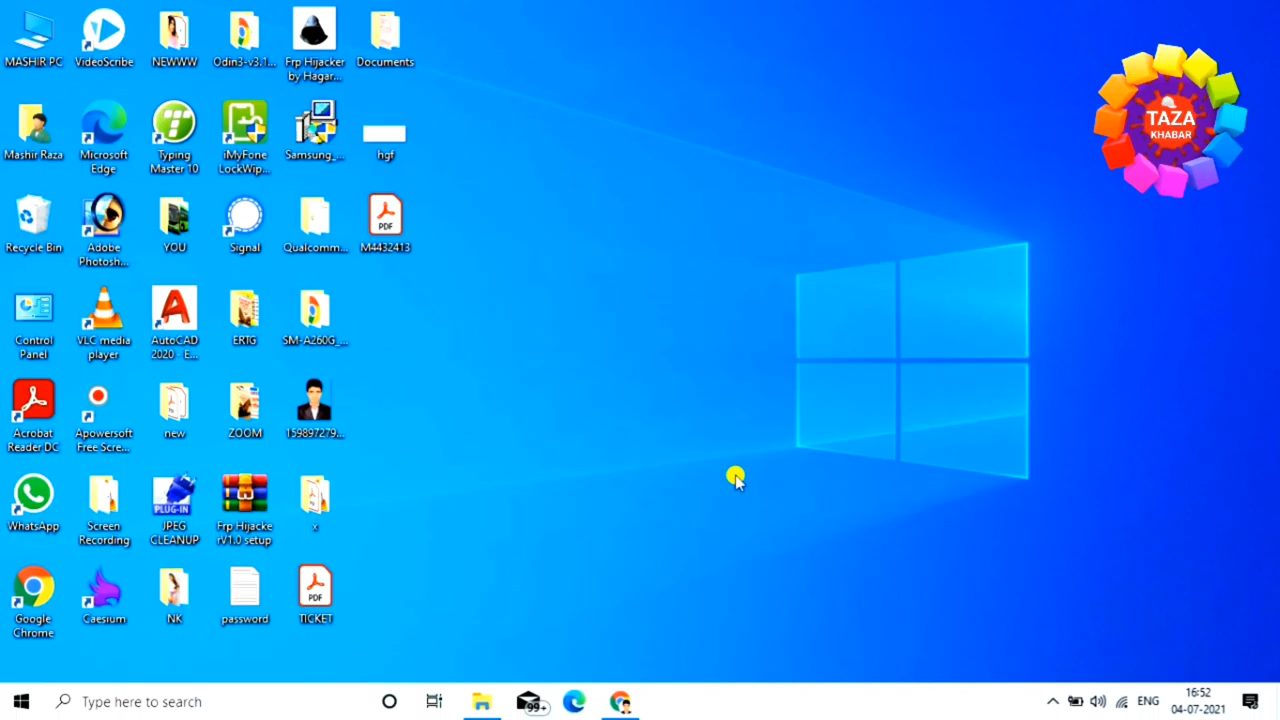 MASHIR PC
VideoScribe
NEWWW
Odin3-v3.1...
Frp Hijacker
by Hagar...
Documents
Mashir Raza
Microsoft
Edge
Typing
Master 10
iMyFone
LockWip...
Samsung_...
hgf
Recycle Bin
Adobe
Photosh...
YOU
Signal
Qualcomm...
PDF
M4432413
Control
Panel
VLC media
player
AutoCAD
2020 - E...
ERTG
SM-A260G_...
Acrobat
Reader DC
Apowersoft
Free Scre...
new
ZOOM
159897279...
WhatsApp
Screen
Recording
PLUG-IN
JPEG
CLEANUP
Frp Hijacke
rV1.0 setup
x
Google
Chrome
Caesium
NK
password
PDF
TICKET
TAZA
KHABAR
Type here to search
99+
ENG
16:52
04-07-2021